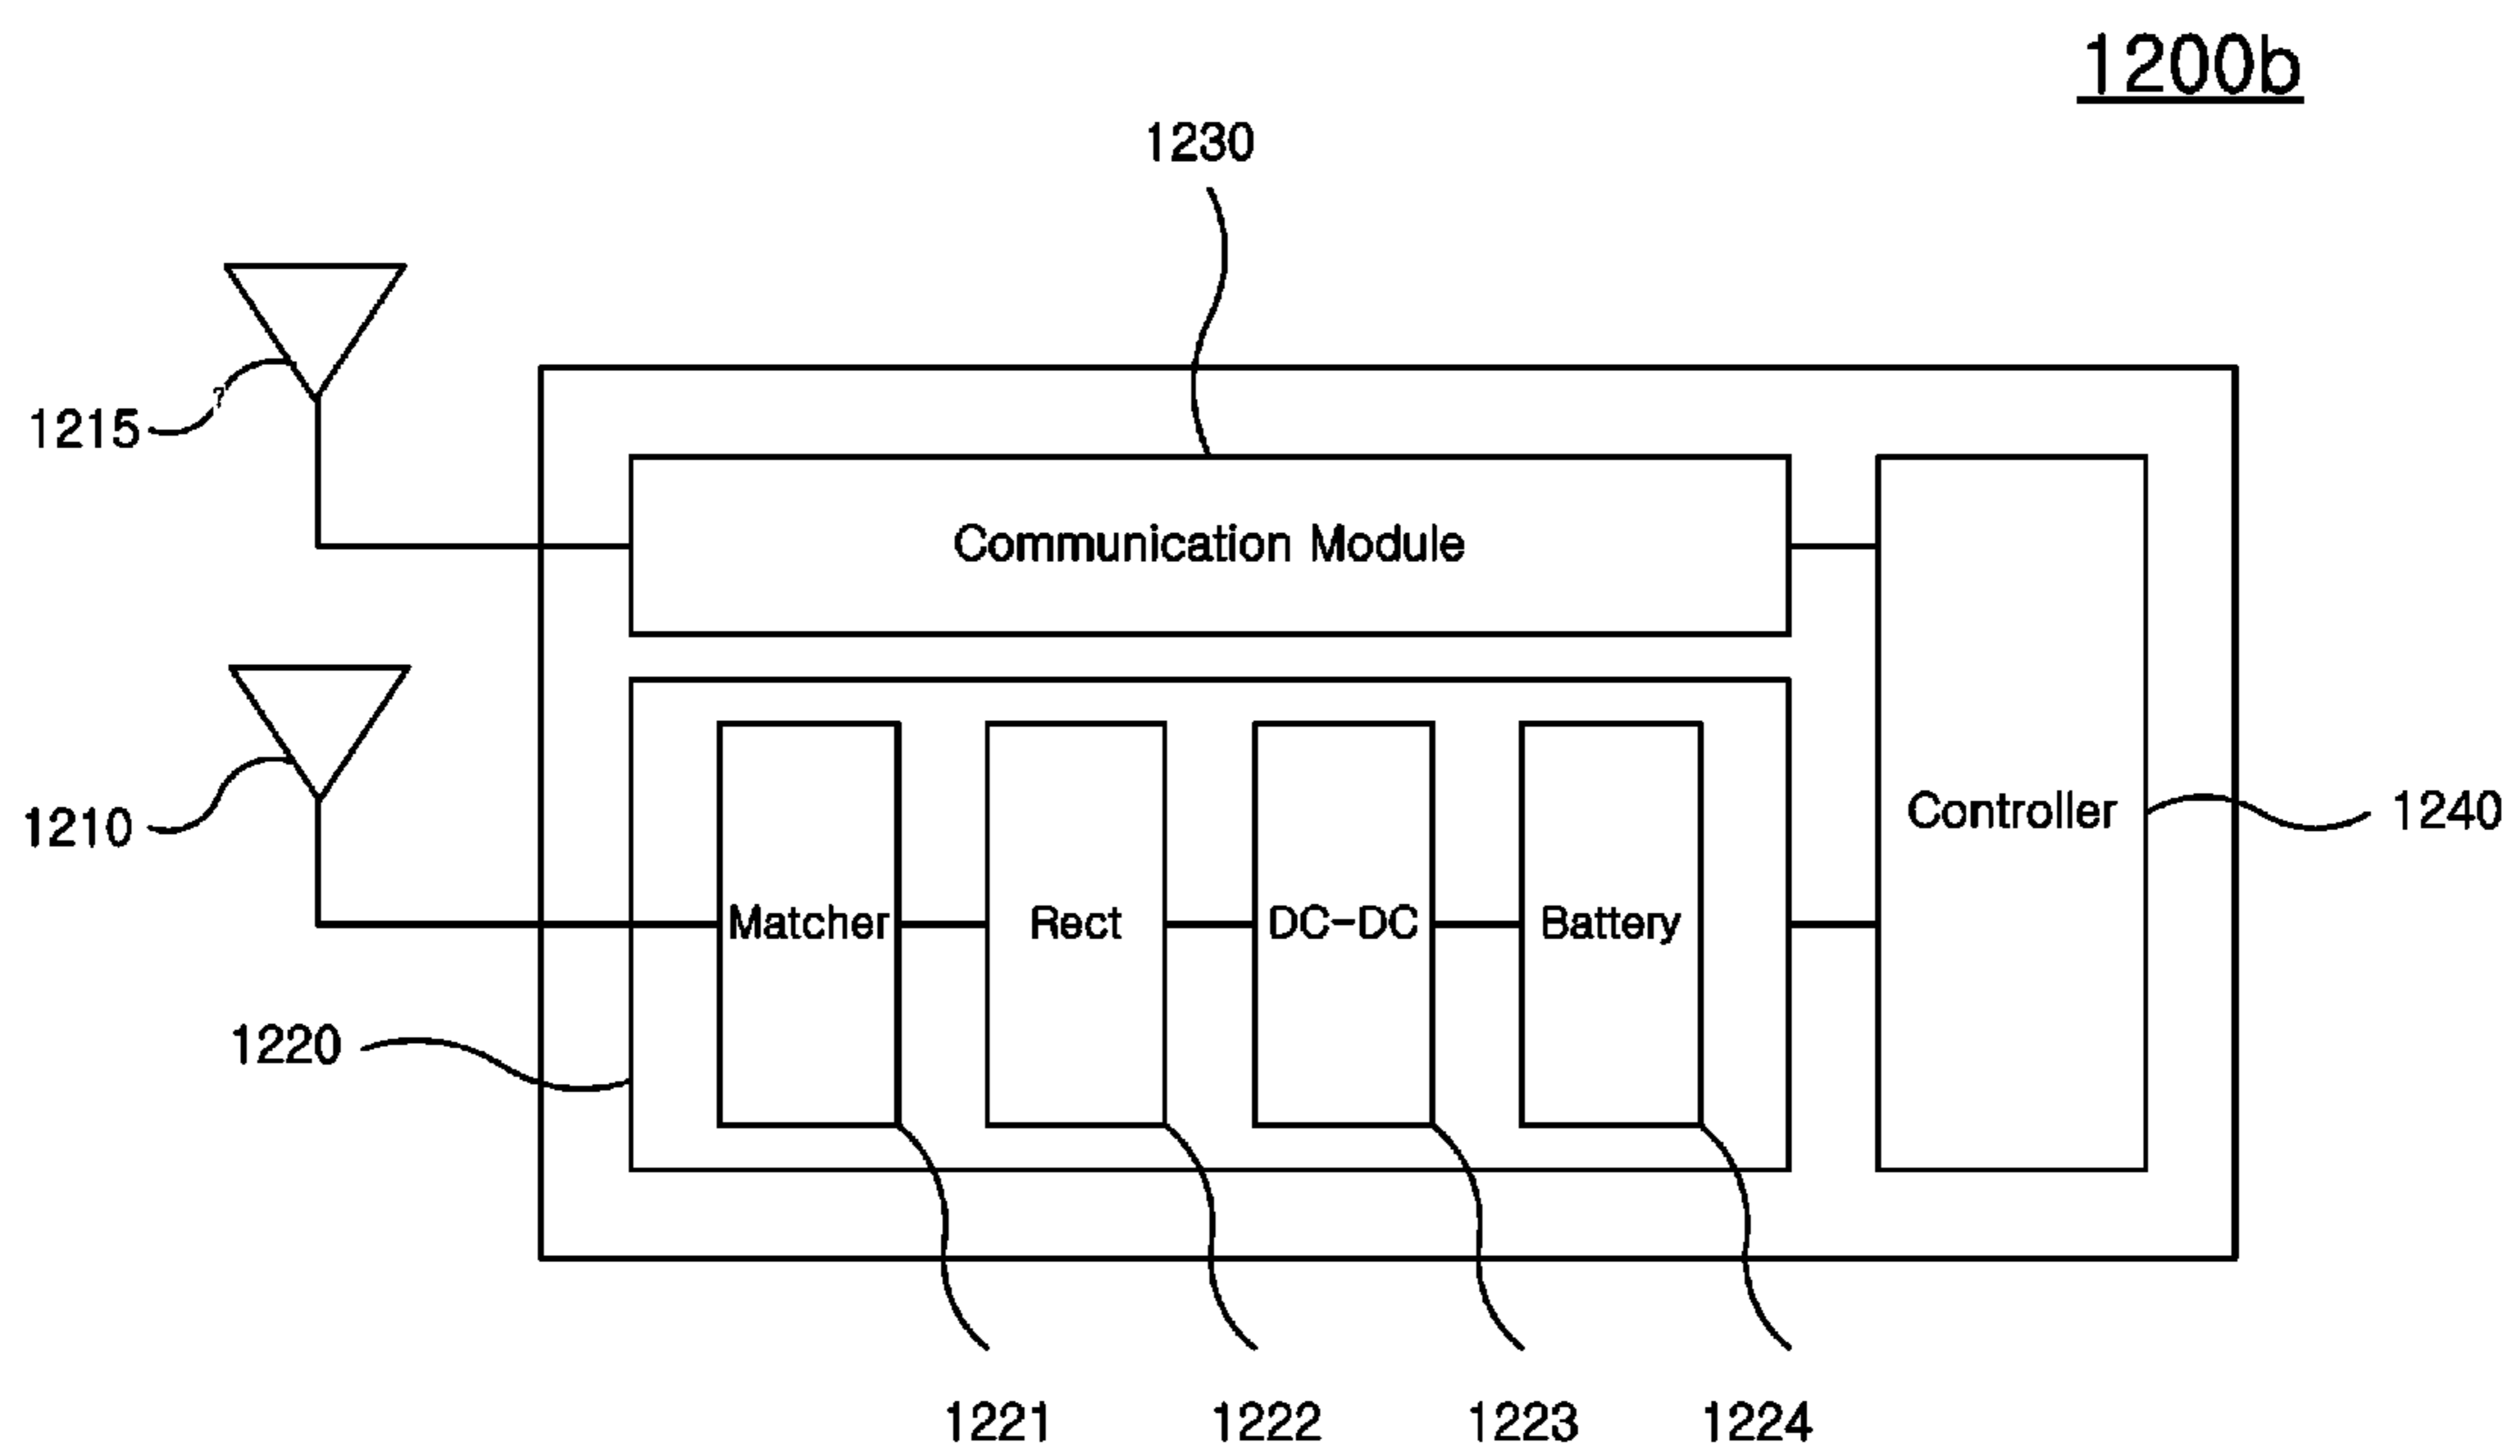 1200b
1230
1215
?
Communication Module
1210
Controller
1240
Matcher Rect DC-DC Battery
1220
1221 1222 1223 1224